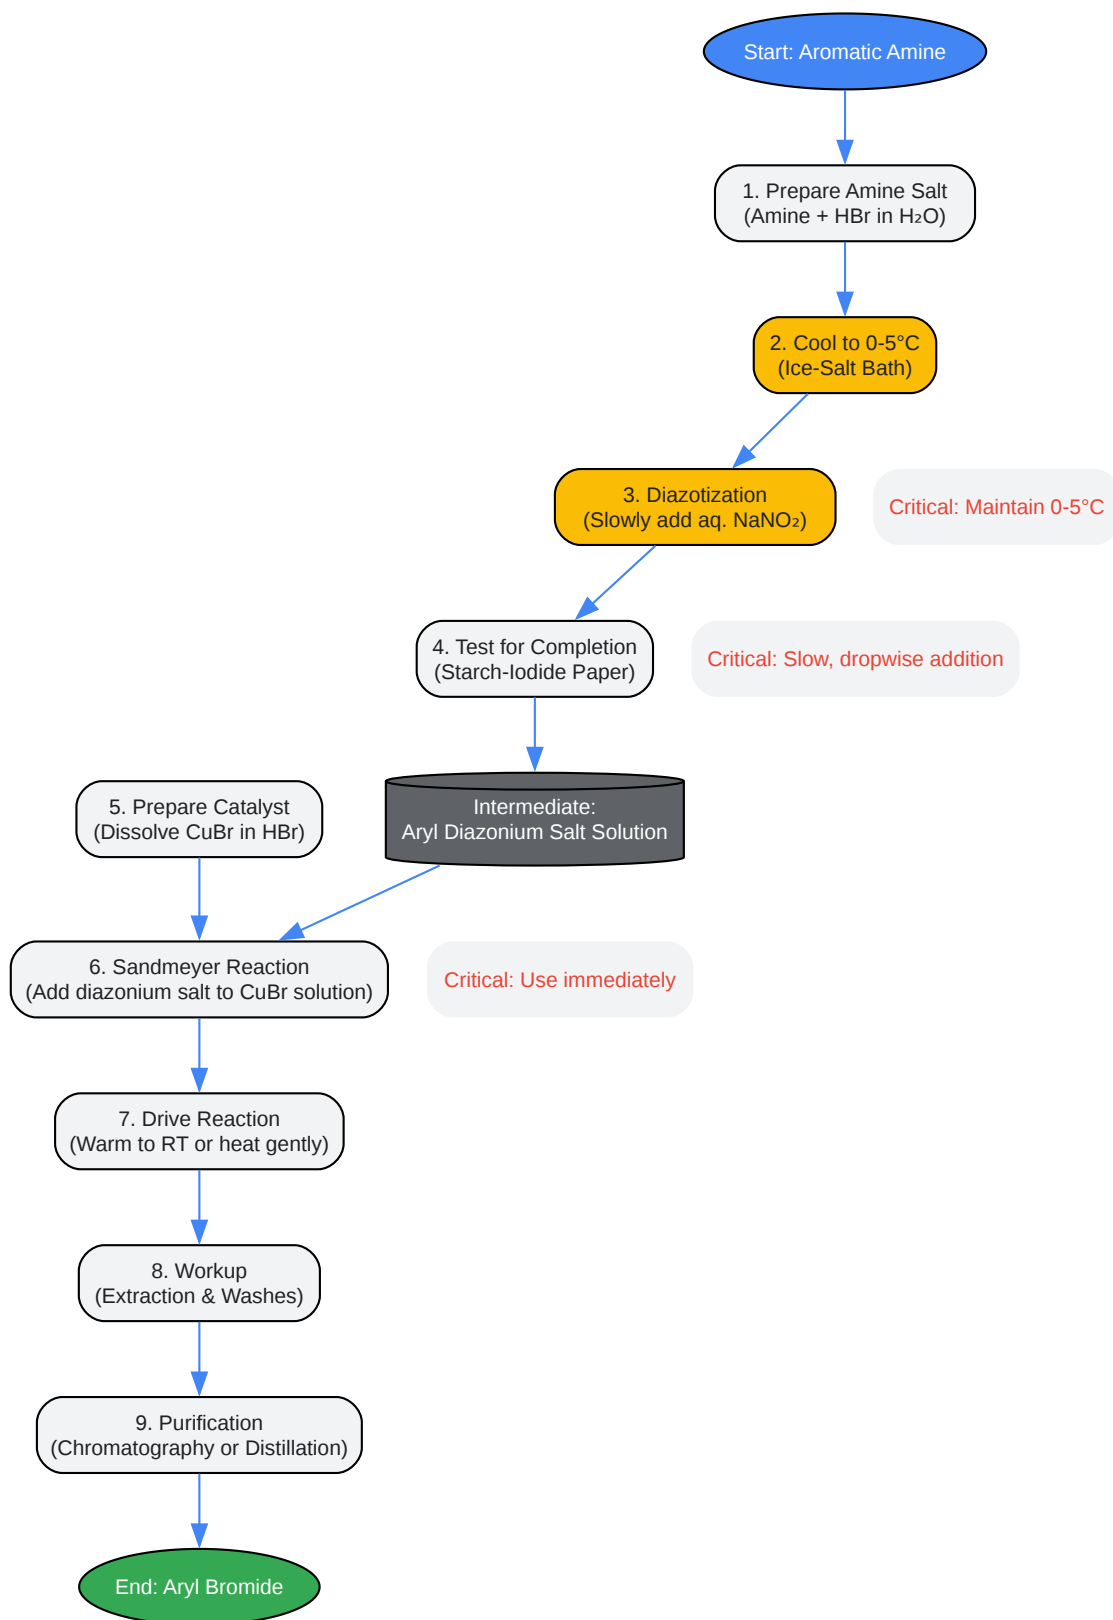 Start: Aromatic Amine
1. Prepare Amine Salt
(Amine + HBr in H₂O)
2. Cool to 0-5°C
(Ice-Salt Bath)
3. Diazotization
(Slowly add aq. NaNO₂)
Critical: Maintain 0-5°C
4. Test for Completion
(Starch-Iodide Paper)
Critical: Slow, dropwise addition
5. Prepare Catalyst
(Dissolve CuBr in HBr)
Intermediate:
Aryl Diazonium Salt Solution
6. Sandmeyer Reaction
(Add diazonium salt to CuBr solution)
Critical: Use immediately
7. Drive Reaction
(Warm to RT or heat gently)
8. Workup
(Extraction & Washes)
9. Purification
(Chromatography or Distillation)
End: Aryl Bromide